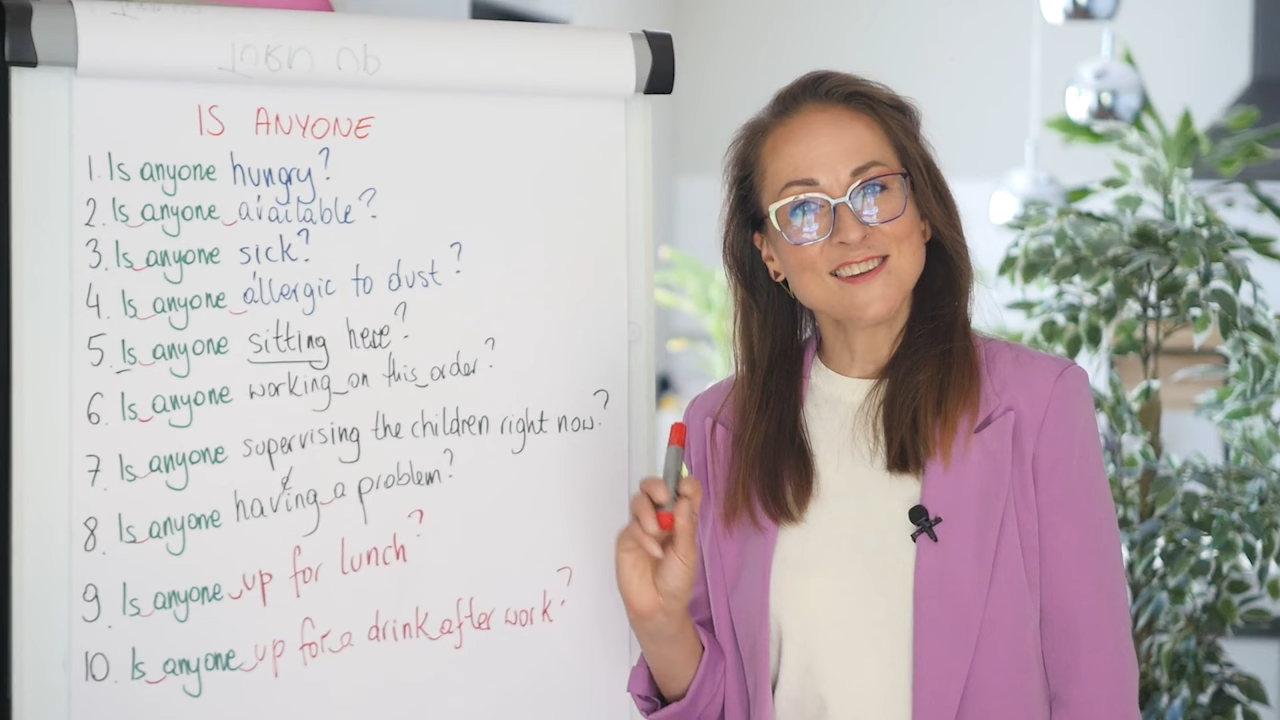 IS ANYONE
1. Is anyone hungry?
2. Is anyone available?
3. Is anyone sick?
4. Is anyone allergic to dust?
5. Is anyone sitting here?
6. Is anyone working on this order?
7. Is anyone supervising the children right now?
8. Is anyone having a problem?
9. Is anyone up for lunch?
10. Is anyone up for a drink after work?